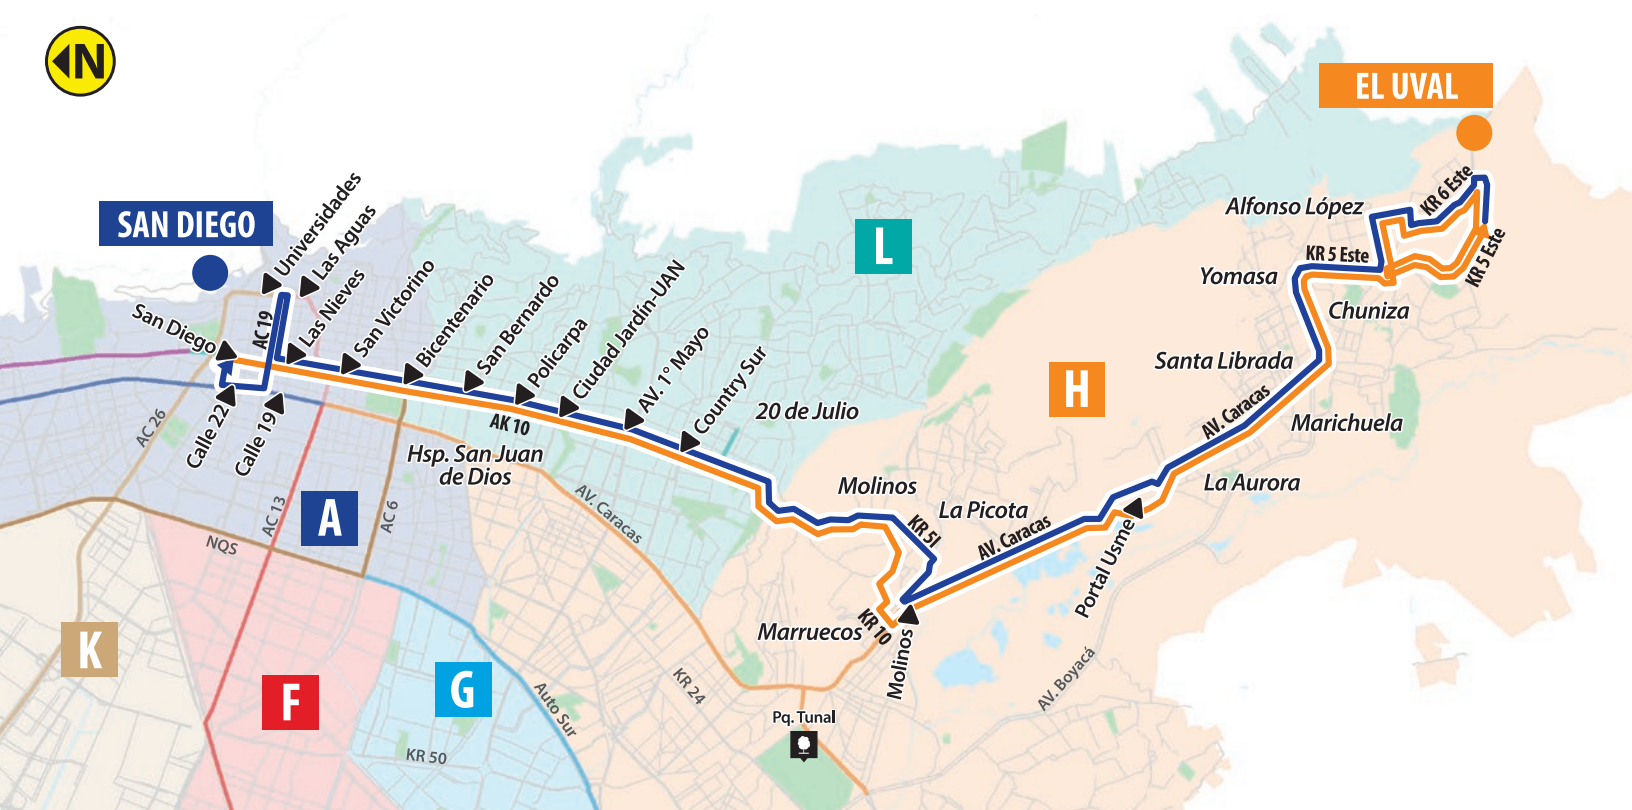 N
EL UVAL
SAN DIEGO
Universidades
Las Aguas
Las Nieves
San Victorino
Bicentenario
San Bernardo
Policarpa
Ciudad Jardín-UAN
AV. 1° Mayo
Country Sur
San Diego
AC 19
Calle 22
Calle 19
AC 26
AK 10
L
H
A
K
F
G
Alfonso López
KR 6 Este
KR 5 Este
KR 5 Este
Yomasa
Chuniza
Santa Librada
AV. Caracas
Marichuela
La Aurora
20 de Julio
Hsp. San Juan
de Dios
Molinos
La Picota
KR 5I
AV. Caracas
Portal Usme
AV. Caracas
AC 13
AC 6
NQS
Marruecos
KR 10
Molinos
KR 24
AV. Boyacá
Auto Sur
Pq. Tunal
KR 50